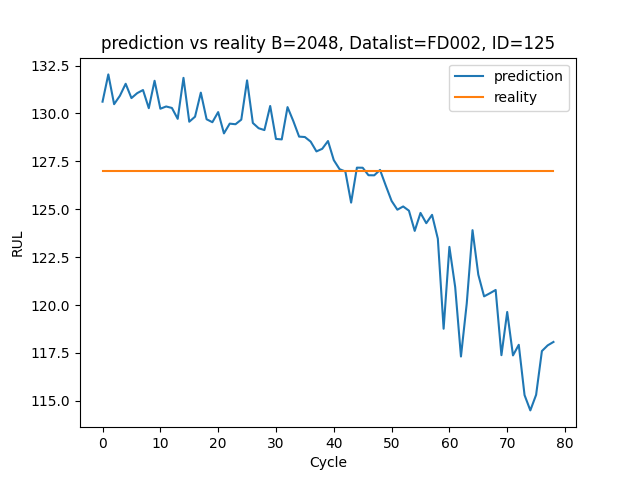 prediction vs reality B=2048, Datalist=FD002, ID=125
132.5
130.0
127.5
125.0
122.5
120.0
117.5
115.0
RUL
prediction
reality
0 10 20 30 40 50 60 70 80
Cycle